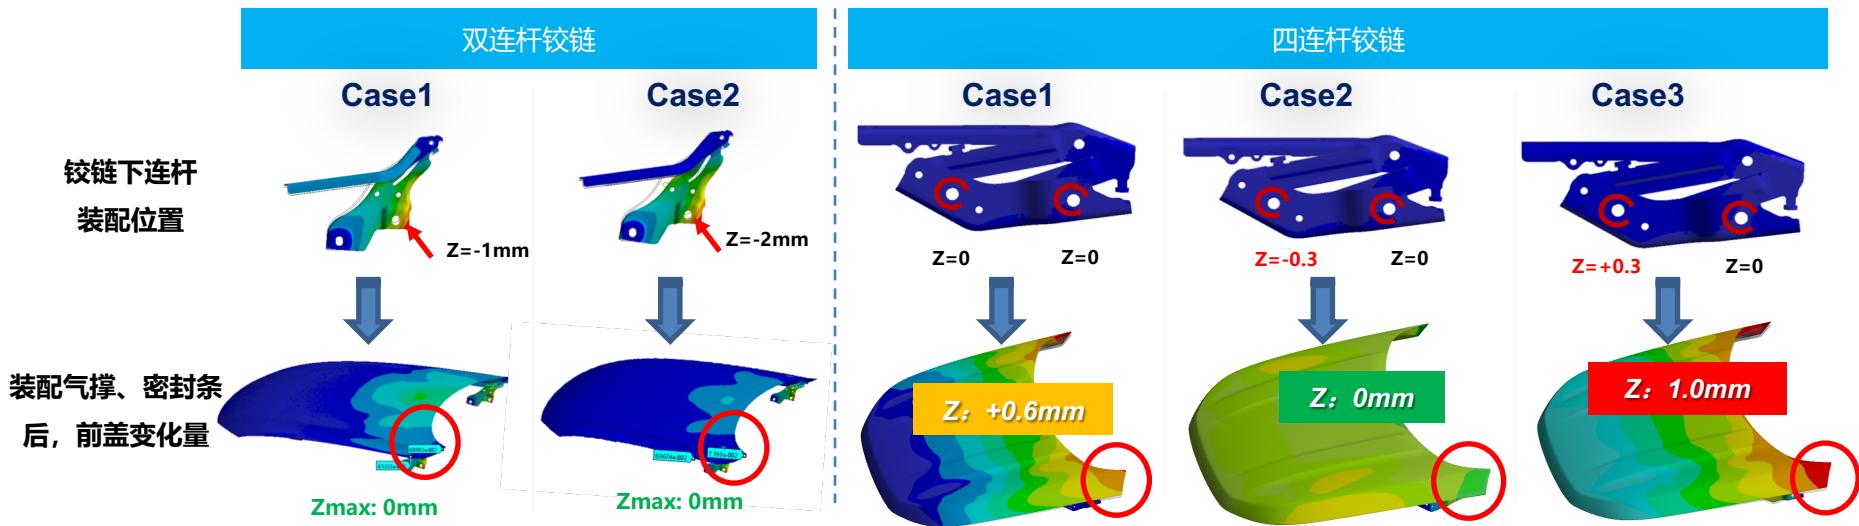 双连杆铰链
四连杆铰链
Case1
Case2
Case1
Case2
Case3
铰链下连杆
装配位置
Z=-1mm
Z=-2mm
Z=0
Z=0
Z=-0.3
Z=0
Z=+0.3
Z=0
装配气撑、密封条
后，前盖变化量
Z：+0.6mm
Z：0mm
Z：1.0mm
Zmax: 0mm
Zmax: 0mm